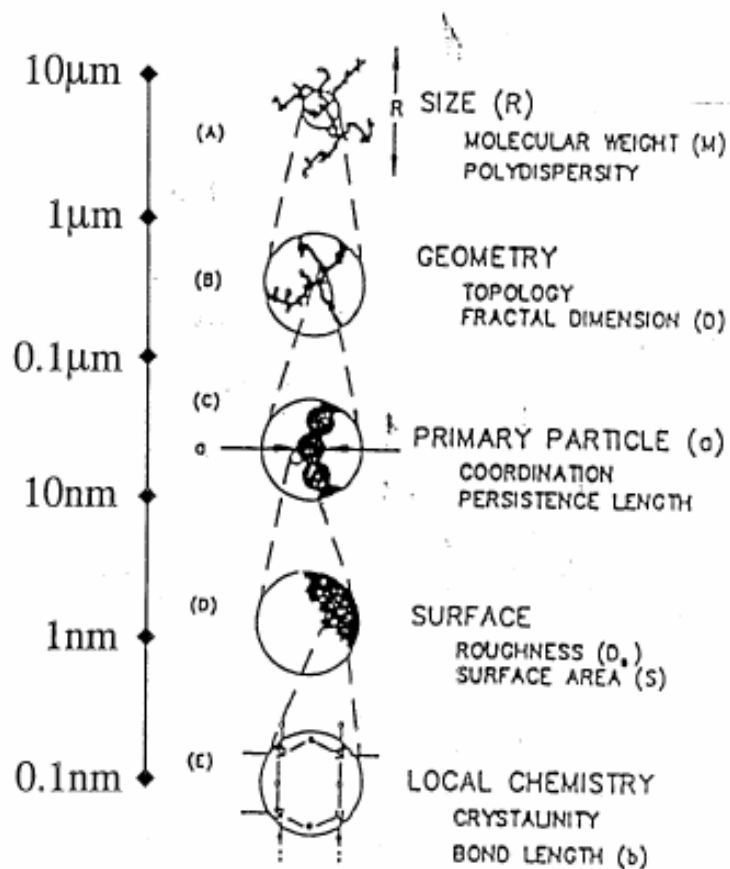 10μm
(A)
R
SIZE (R)
MOLECULAR WEIGHT (M)
POLYDISPERSITY
1μm
(B)
GEOMETRY
TOPOLOGY
FRACTAL DIMENSION (D)
0.1μm
(C)
a
PRIMARY PARTICLE (a)
COORDINATION
PERSISTENCE LENGTH
10nm
(D)
SURFACE
ROUGHNESS (Dₛ)
SURFACE AREA (S)
1nm
(E)
LOCAL CHEMISTRY
CRYSTALINITY
BOND LENGTH (b)
0.1nm